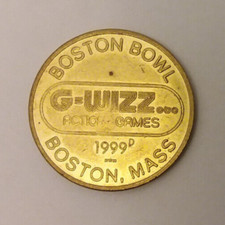 BOSTON BOWL
G-WIZZ...
ACTION - GAMES
1999 D
BOSTON, MASS